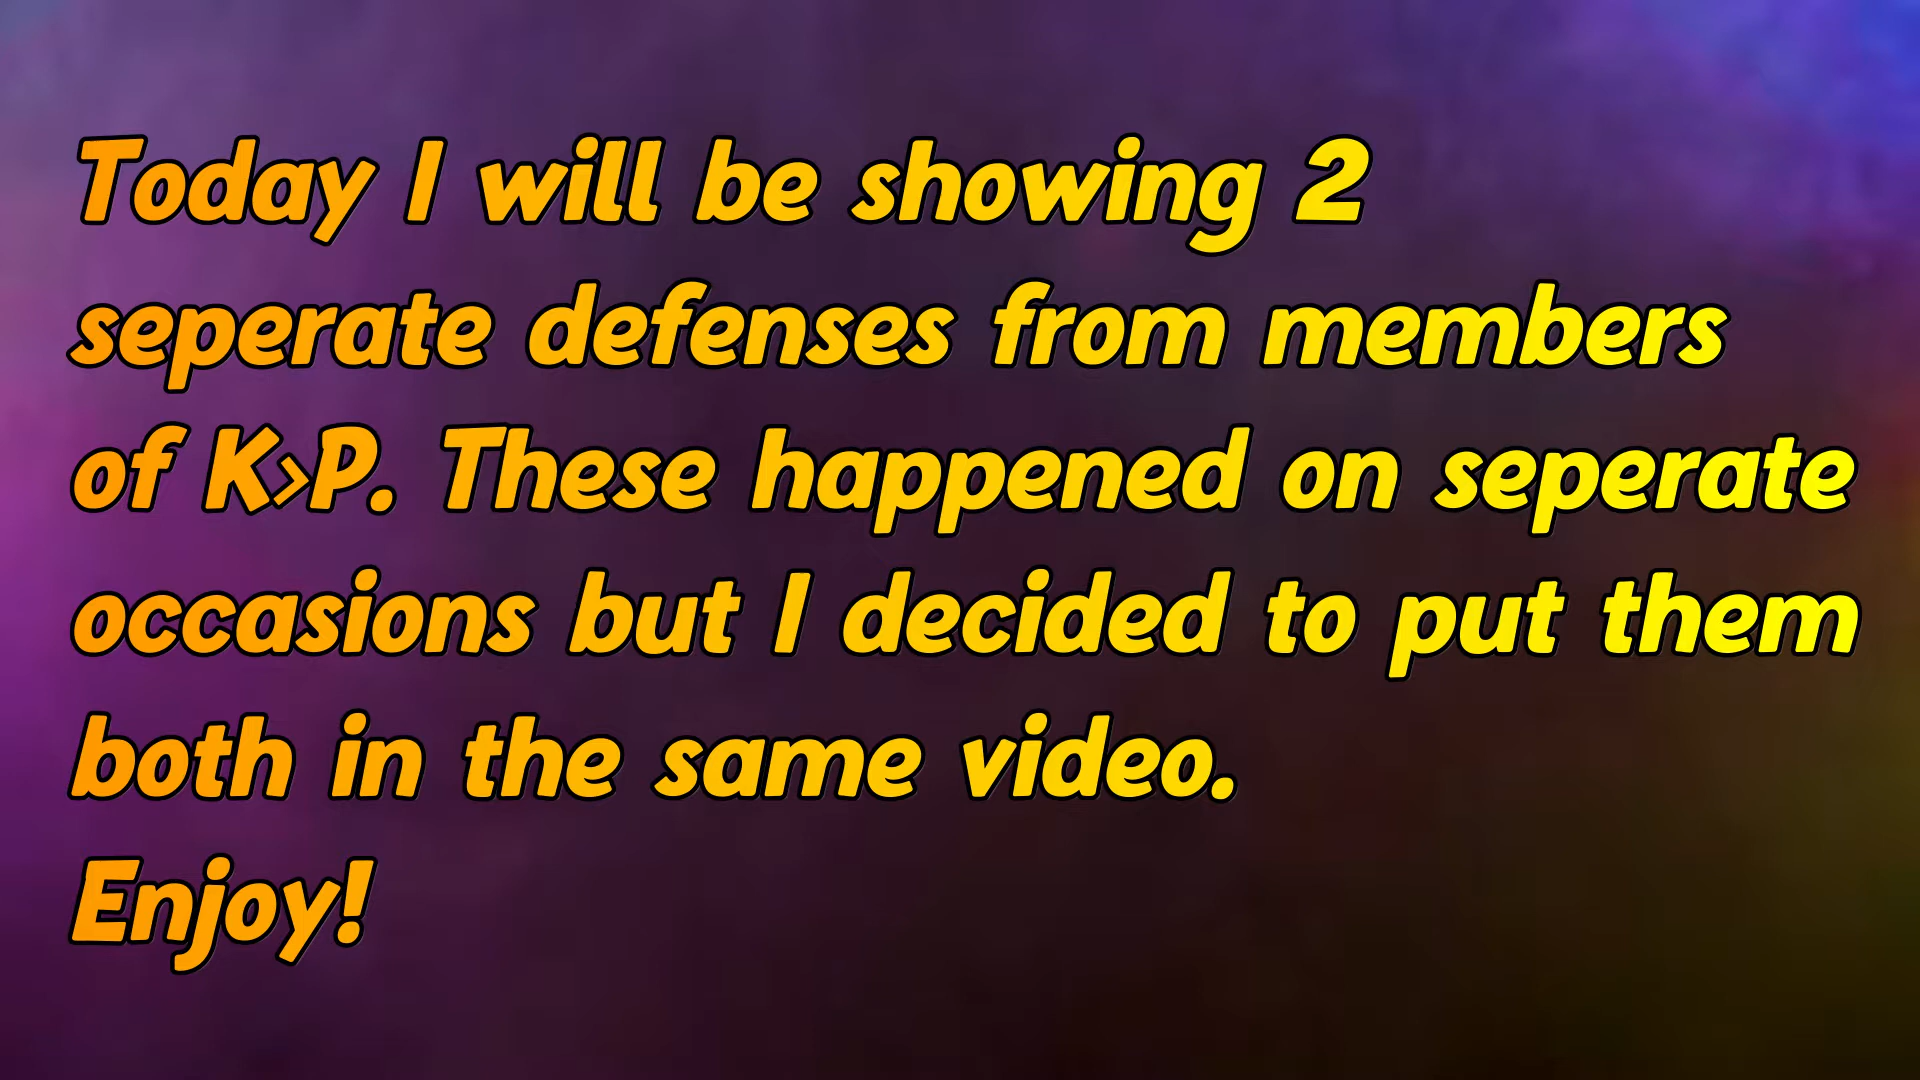 Today I will be showing 2
seperate defenses from members
of K>P. These happened on seperate
occasions but I decided to put them
both in the same video.
Enjoy!